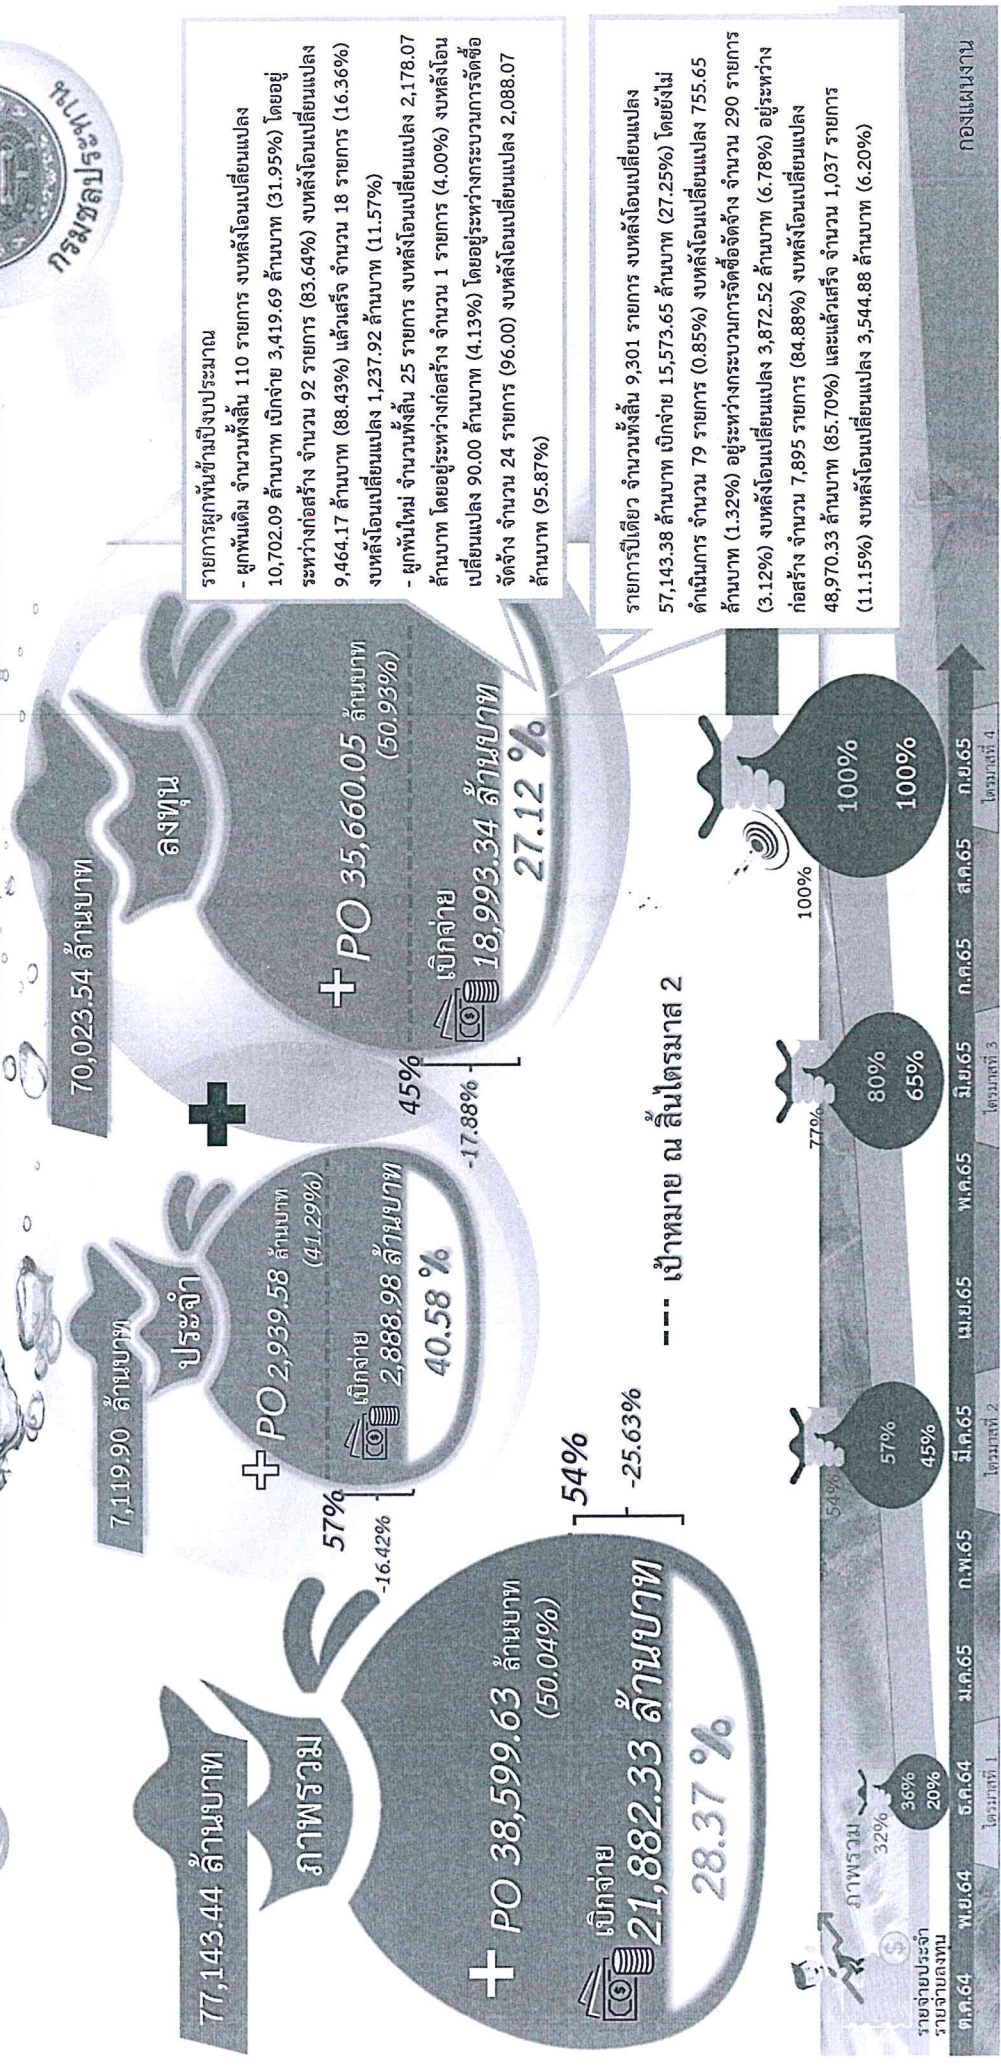 กรมชลประทาน
77,143.44 ล้านบาท
ภาพรวม
PO 38,599.63 ล้านบาท
(50.04%)
เบิกจ่าย
21,882.33 ล้านบาท
28.37 %
54%
-25.63%
7,119.90 ล้านบาท
ประจำ
PO 2,939.58 ล้านบาท
(41.29%)
เบิกจ่าย
2,888.98 ล้านบาท
40.58 %
57%
-16.42%
70,023.54 ล้านบาท
ลงทุน
PO 35,660.05 ล้านบาท
(50.93%)
เบิกจ่าย
18,993.34 ล้านบาท
27.12 %
45%
-17.88%
--- เป้าหมาย ณ สิ้นไตรมาส 2
รายการผูกพันข้ามปีงบประมาณ
- ผูกพันเดิม จำนวนทั้งสิ้น 110 รายการ งบหลังโอนเปลี่ยนแปลง
10,702.09 ล้านบาท เบิกจ่าย 3,419.69 ล้านบาท (31.95%) โดยอยู่
ระหว่างก่อสร้าง จำนวน 92 รายการ (83.64%) งบหลังโอนเปลี่ยนแปลง
9,464.17 ล้านบาท (88.43%) แล้วเสร็จ จำนวน 18 รายการ (16.36%)
งบหลังโอนเปลี่ยนแปลง 1,237.92 ล้านบาท (11.57%)
- ผูกพันใหม่ จำนวนทั้งสิ้น 25 รายการ งบหลังโอนเปลี่ยนแปลง 2,178.07
ล้านบาท โดยอยู่ระหว่างก่อสร้าง จำนวน 1 รายการ (4.00%) งบหลังโอน
เปลี่ยนแปลง 90.00 ล้านบาท (4.13%) โดยอยู่ระหว่างกระบวนการจัดซื้อ
จัดจ้าง จำนวน 24 รายการ (96.00) งบหลังโอนเปลี่ยนแปลง 2,088.07
ล้านบาท (95.87%)
รายการปีเดียว จำนวนทั้งสิ้น 9,301 รายการ งบหลังโอนเปลี่ยนแปลง
57,143.38 ล้านบาท เบิกจ่าย 15,573.65 ล้านบาท (27.25%) โดยยังไม่
ดำเนินการ จำนวน 79 รายการ (0.85%) งบหลังโอนเปลี่ยนแปลง 755.65
ล้านบาท (1.32%) อยู่ระหว่างกระบวนการจัดซื้อจัดจ้าง จำนวน 290 รายการ
(3.12%) งบหลังโอนเปลี่ยนแปลง 3,872.52 ล้านบาท (6.78%) อยู่ระหว่าง
ก่อสร้าง จำนวน 7,895 รายการ (84.88%) งบหลังโอนเปลี่ยนแปลง
48,970.33 ล้านบาท (85.70%) และแล้วเสร็จ จำนวน 1,037 รายการ
(11.15%) งบหลังโอนเปลี่ยนแปลง 3,544.88 ล้านบาท (6.20%)
ภาพรวม
32%
54%
77%
100%
รายจ่ายประจำ
36%
57%
80%
100%
รายจ่ายลงทุน
20%
45%
65%
100%
ต.ค.64 พ.ย.64 ธ.ค.64 ม.ค.65 ก.พ.65 มี.ค.65 เม.ย.65 พ.ค.65 มิ.ย.65 ก.ค.65 ส.ค.65 ก.ย.65
ไตรมาสที่ 1 ไตรมาสที่ 2 ไตรมาสที่ 3 ไตรมาสที่ 4
กองแผนงาน